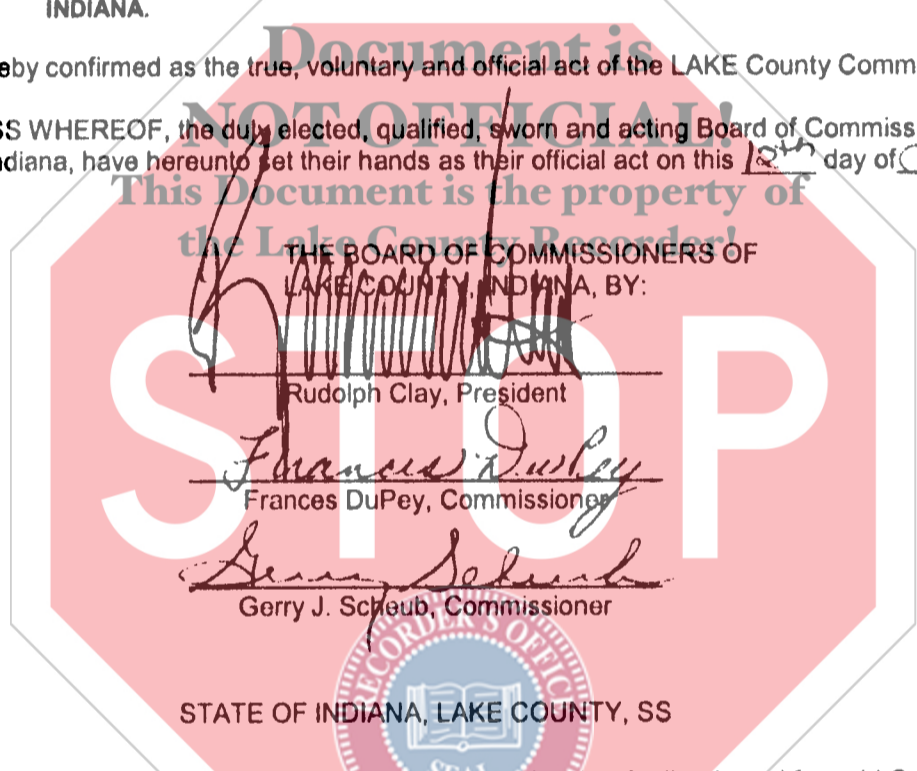 INDIANA.
Document is
eby confirmed as the true, voluntary and official act of the LAKE County Comm
NOT OFFICIAL!
SS WHEREOF, the duly elected, qualified, sworn and acting Board of Commiss
ndiana, have hereunto set their hands as their official act on this 12th day of
This Document is the property of
the Lake County Recorder!
THE BOARD OF COMMISSIONERS OF
LAKE COUNTY, INDIANA, BY:
STOP
Rudolph Clay, President
Frances DuPey
Frances DuPey, Commissioner
Gerry Scheub
Gerry J. Scheub, Commissioner
RECORDER'S OFFICE
STATE OF INDIANA, LAKE COUNTY, SS
SEAL